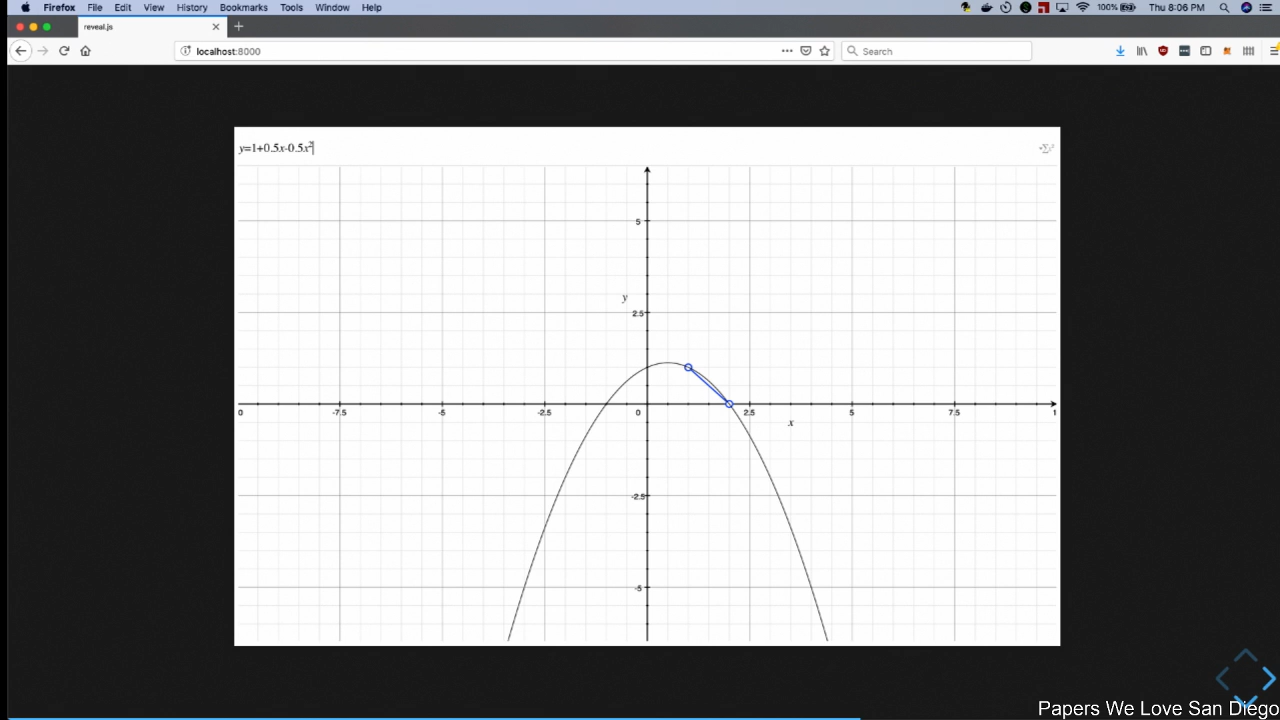 Firefox File Edit View History Bookmarks Tools Window Help 100% Thu 8:06 PM
reveal.js
localhost:8000 Search
y=1+0.5x-0.5x²
5
y
2.5
0 -7.5 -5 -2.5 0 2.5 5 7.5 1
x
-2.5
-5
Papers We Love San Diego